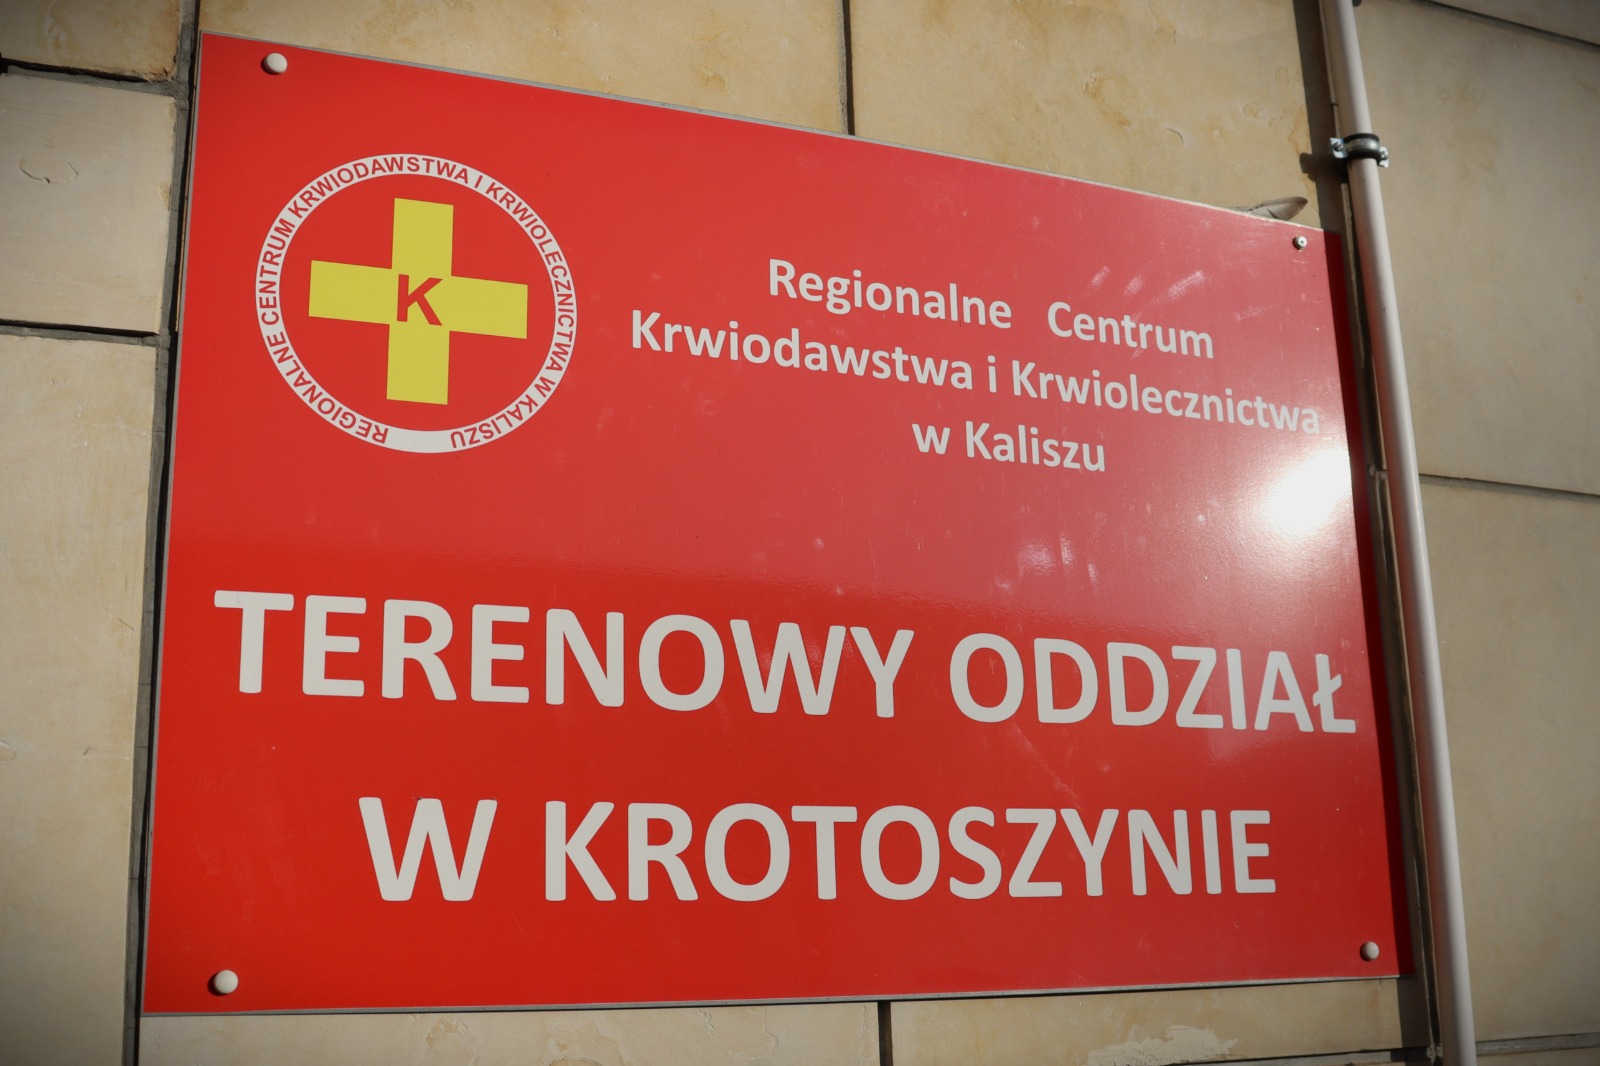 REGIONALNE CENTRUM KRWIODAWSTWA I KRWIOLECZNICTWA W KALISZU
K
Regionalne Centrum
Krwiodawstwa i Krwiolecznictwa
w Kaliszu
TERENOWY ODDZIAŁ
W KROTOSZYNIE